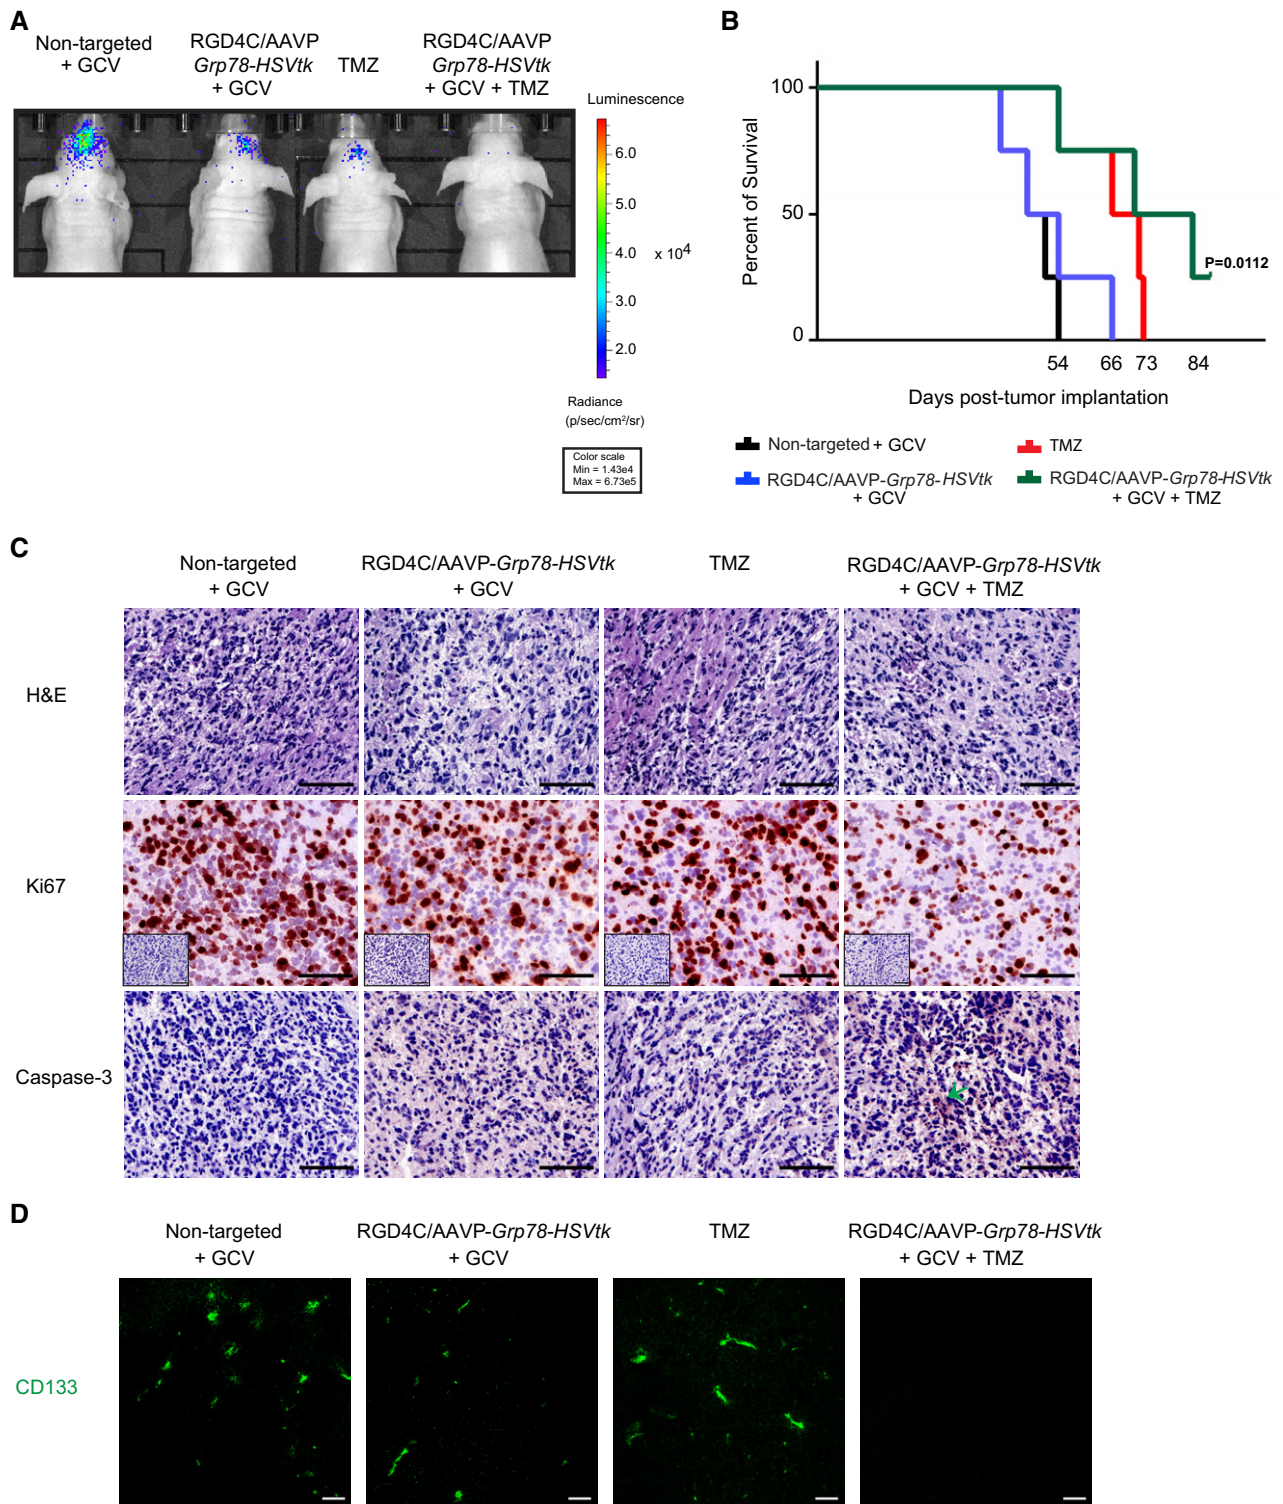 A
Non-targeted
+ GCV
RGD4C/AAVP
Grp78-HSVtk
+ GCV
TMZ
RGD4C/AAVP
Grp78-HSVtk
+ GCV + TMZ
Luminescence
6.0
5.0
4.0
x 10⁴
3.0
2.0
Radiance
(p/sec/cm²/sr)
Color scale
Min = 1.43e4
Max = 6.73e5
B
Percent of Survival
100
50
0
P=0.0112
54 66 73 84
Days post-tumor implantation
Non-targeted + GCV
TMZ
RGD4C/AAVP-Grp78-HSVtk
+ GCV
RGD4C/AAVP-Grp78-HSVtk
+ GCV + TMZ
C
Non-targeted
+ GCV
RGD4C/AAVP-Grp78-HSVtk
+ GCV
TMZ
RGD4C/AAVP-Grp78-HSVtk
+ GCV + TMZ
H&E
Ki67
Caspase-3
D
Non-targeted
+ GCV
RGD4C/AAVP-Grp78-HSVtk
+ GCV
TMZ
RGD4C/AAVP-Grp78-HSVtk
+ GCV + TMZ
CD133